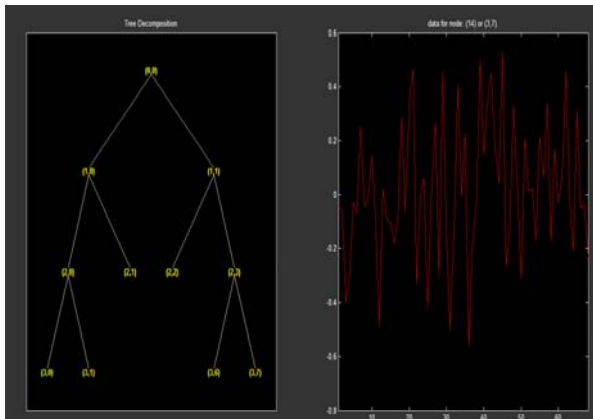 Tree Decomposition
(0,0)
(1,0) (1,1)
(2,0) (2,1) (2,2) (2,3)
(3,0) (3,1) (3,6) (3,7)
data for node: (14) or (3,7).
0.6
0.4
0.2
0
-0.2
-0.4
-0.6
-0.8
10 20 30 40 50 60